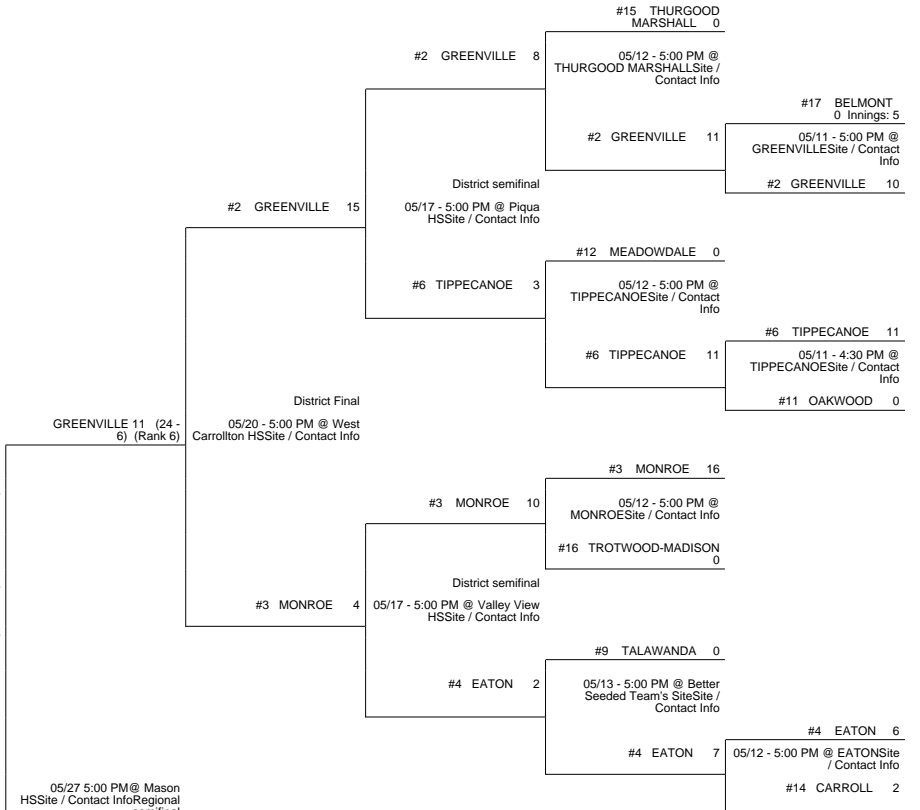 #15 THURGOOD
MARSHALL 0
#2 GREENVILLE 8
05/12 - 5:00 PM @
THURGOOD MARSHALLSite /
Contact Info
#17 BELMONT
0 Innings: 5
#2 GREENVILLE 11
05/11 - 5:00 PM @
GREENVILLESite / Contact
Info
#2 GREENVILLE 10
District semifinal
#2 GREENVILLE 15
05/17 - 5:00 PM @ Piqua
HSSite / Contact Info
#12 MEADOWDALE 0
#6 TIPPECANOE 3
05/12 - 5:00 PM @
TIPPECANOESite / Contact
Info
#6 TIPPECANOE 11
#6 TIPPECANOE 11
05/11 - 4:30 PM @
TIPPECANOESite / Contact
Info
#11 OAKWOOD 0
District Final
GREENVILLE 11 (24 -
6) (Rank 6)
05/20 - 5:00 PM @ West
Carrollton HSSite / Contact Info
#3 MONROE 16
#3 MONROE 10
05/12 - 5:00 PM @
MONROESite / Contact Info
#16 TROTWOOD-MADISON
0
District semifinal
#3 MONROE 4
05/17 - 5:00 PM @ Valley View
HSSite / Contact Info
#9 TALAWANDA 0
#4 EATON 2
05/13 - 5:00 PM @ Better
Seeded Team's SiteSite /
Contact Info
#4 EATON 6
#4 EATON 7
05/12 - 5:00 PM @ EATONSite
/ Contact Info
#14 CARROLL 2
05/27 5:00 PM@ Mason
HSSite / Contact InfoRegional
semifinal